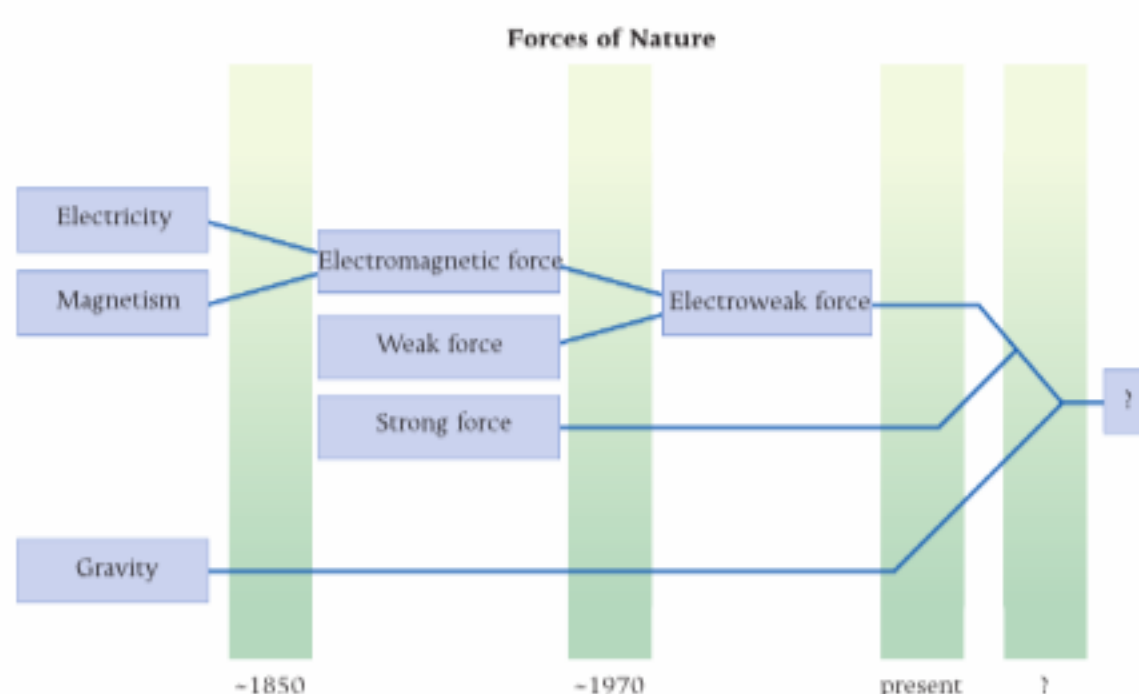 Forces of Nature
Electricity
Magnetism
Electromagnetic force
Weak force
Strong force
Electroweak force
?
Gravity
~1850
~1970
present
?